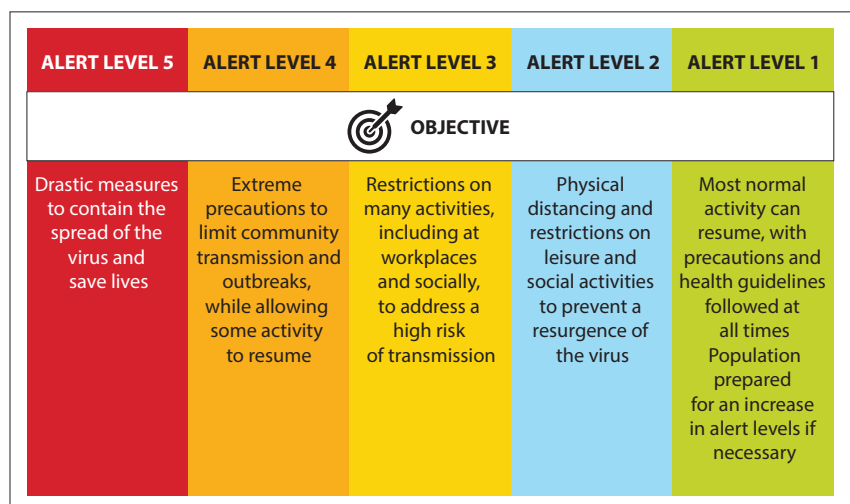 ALERT LEVEL 5
ALERT LEVEL 4
ALERT LEVEL 3
ALERT LEVEL 2
ALERT LEVEL 1
OBJECTIVE
Drastic measures
to contain the
spread of the
virus and
save lives
Extreme
precautions to
limit community
transmission and
outbreaks,
while allowing
some activity
to resume
Restrictions on
many activities,
including at
workplaces
and socially,
to address a
high risk
of transmission
Physical
distancing and
restrictions on
leisure and
social activities
to prevent a
resurgence of
the virus
Most normal
activity can
resume, with
precautions and
health guidelines
followed at
all times
Population
prepared
for an increase
in alert levels if
necessary